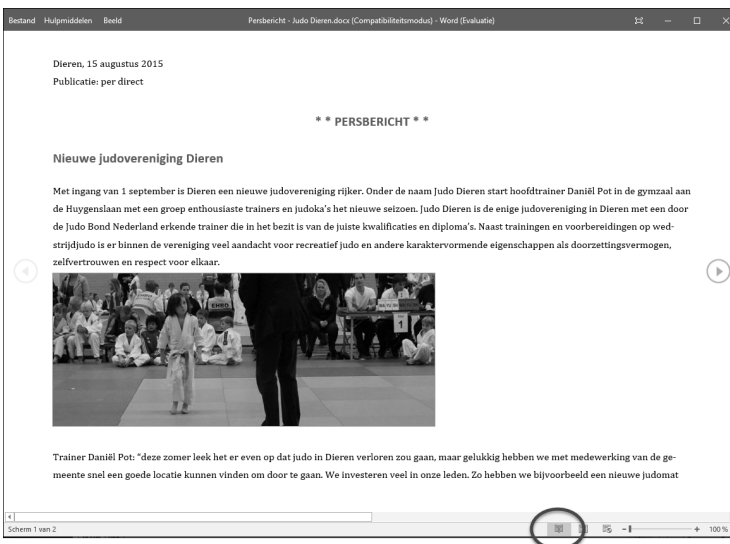 Bestand Hulpmiddelen Beeld
Persbericht - Judo Dieren.docx (Compatibiliteitsmodus) - Word (Evaluatie)
Dieren, 15 augustus 2015
Publicatie: per direct
* * PERSBERICHT * *
Nieuwe judovereniging Dieren
Met ingang van 1 september is Dieren een nieuwe judovereniging rijker. Onder de naam Judo Dieren start hoofdtrainer Daniël Pot in de gymzaal aan
de Huygenslaan met een groep enthousiaste trainers en judoka's het nieuwe seizoen. Judo Dieren is de enige judovereniging in Dieren met een door
de Judo Bond Nederland erkende trainer die in het bezit is van de juiste kwalificaties en diploma's. Naast trainingen en voorbereidingen op wed-
strijdjudo is er binnen de vereniging veel aandacht voor recreatief judo en andere karaktervormende eigenschappen als doorzettingsvermogen,
zelfvertrouwen en respect voor elkaar.
EHBO
1
Trainer Daniël Pot: “deze zomer leek het er even op dat judo in Dieren verloren zou gaan, maar gelukkig hebben we met medewerking van de ge-
meente snel een goede locatie kunnen vinden om door te gaan. We investeren veel in onze leden. Zo hebben we bijvoorbeeld een nieuwe judomat
Scherm 1 van 2
100 %